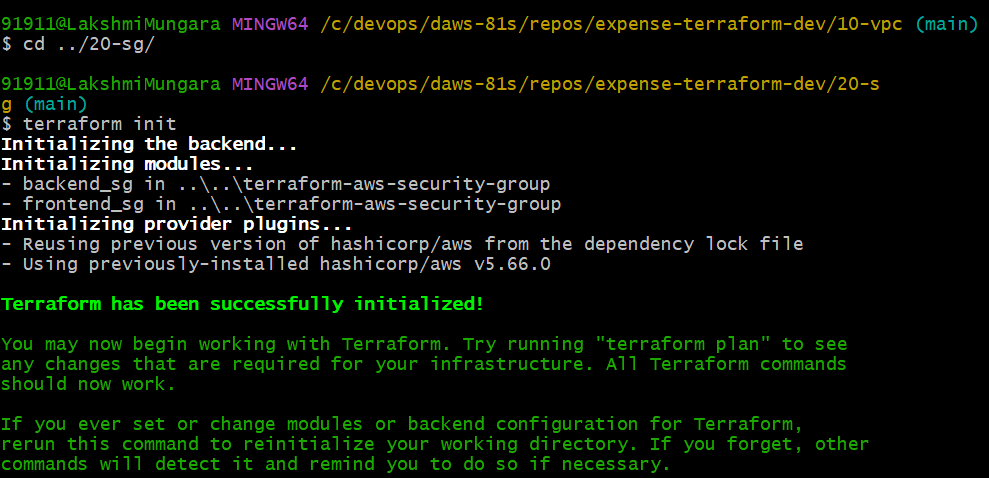 91911@LakshmiMungara MINGW64 /c/devops/daws-81s/repos/expense-terraform-dev/10-vpc (main)
$ cd ../20-sg/
91911@LakshmiMungara MINGW64 /c/devops/daws-81s/repos/expense-terraform-dev/20-s
g (main)
$ terraform init
Initializing the backend...
Initializing modules...
- backend_sg in ..\..\terraform-aws-security-group
- frontend_sg in ..\..\terraform-aws-security-group
Initializing provider plugins...
- Reusing previous version of hashicorp/aws from the dependency lock file
- Using previously-installed hashicorp/aws v5.66.0
Terraform has been successfully initialized!
You may now begin working with Terraform. Try running "terraform plan" to see
any changes that are required for your infrastructure. All Terraform commands
should now work.
If you ever set or change modules or backend configuration for Terraform,
rerun this command to reinitialize your working directory. If you forget, other
commands will detect it and remind you to do so if necessary.